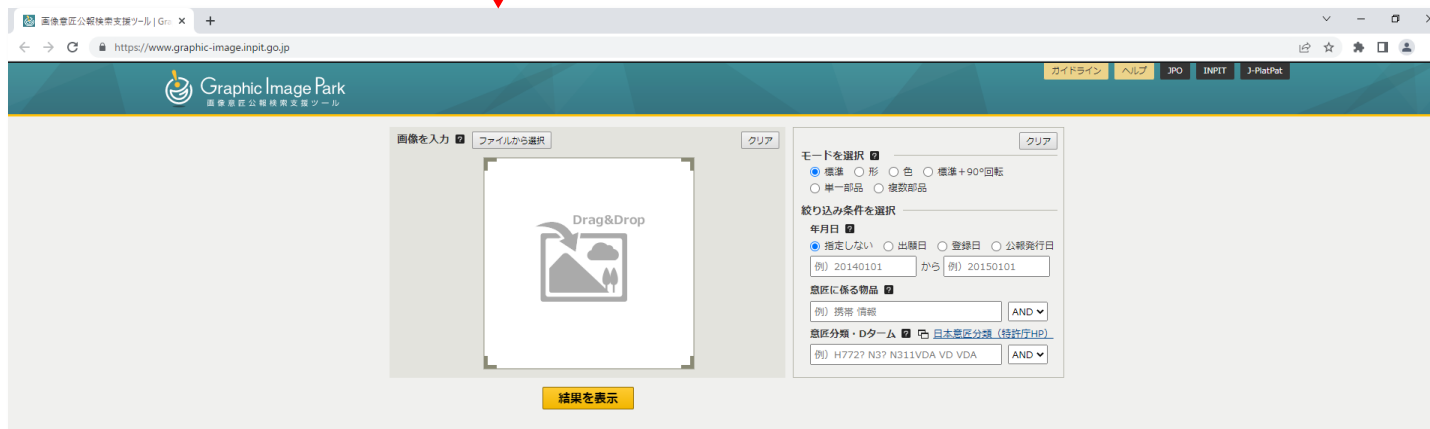 画像意匠公報検索支援ツール | Gra
https://www.graphic-image.inpit.go.jp
ガイドライン ヘルプ JPO INPIT J-PlatPat
Graphic Image Park
画像意匠公報検索支援ツール
画像を入力 ? ファイルから選択 クリア
Drag&Drop
クリア
モードを選択 ?
標準 形 色 標準+90°回転
単一部品 複数部品
絞り込み条件を選択
年月日 ?
指定しない 出願日 登録日 公報発行日
例) 20140101 から 例) 20150101
意匠に係る物品 ?
例) 携帯 情報 AND
意匠分類・Dターム ? 日本意匠分類(特許庁HP)
例) H772? N3? N311VDA VD VDA AND
結果を表示